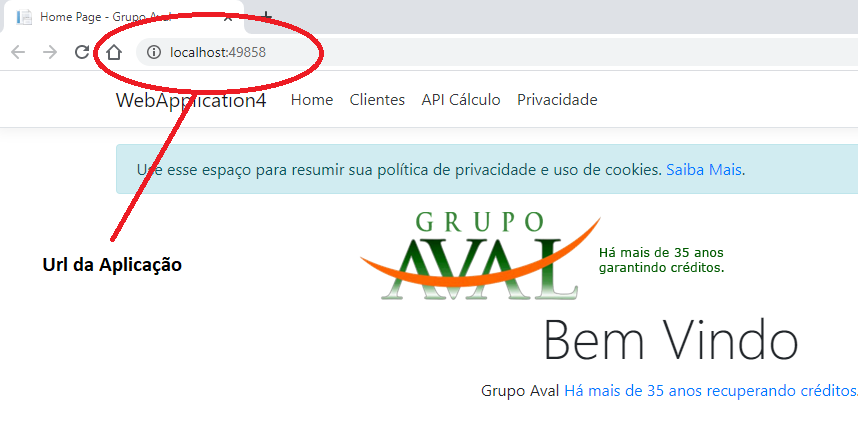 Home Page - Grupo Aval
localhost:49858
WebApplication4 Home Clientes API Cálculo Privacidade
Use esse espaço para resumir sua política de privacidade e uso de cookies. Saiba Mais.
GRUPO
AVAL
Há mais de 35 anos
garantindo créditos.
Url da Aplicação
Bem Vindo
Grupo Aval Há mais de 35 anos recuperando créditos.